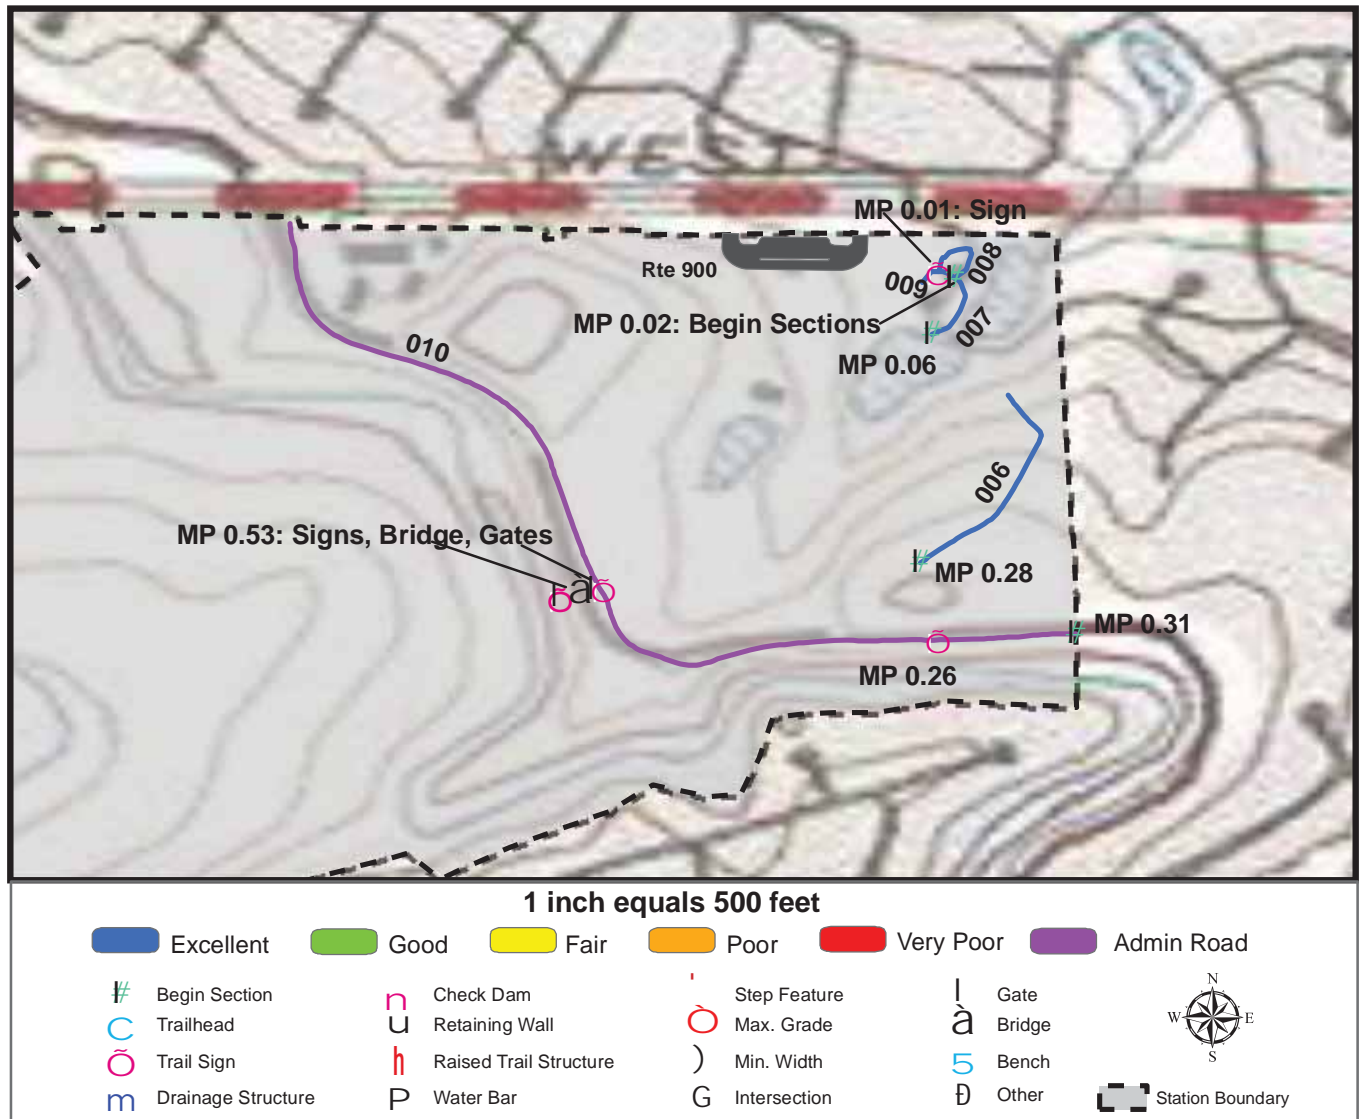 WEST
MP 0.01: Sign
Rte 900
008
009
MP 0.02: Begin Sections
007
010
MP 0.06
006
MP 0.53: Signs, Bridge, Gates
MP 0.28
MP 0.31
MP 0.26
1 inch equals 500 feet
Excellent Good Fair Poor Very Poor Admin Road
Begin Section Check Dam Step Feature Gate
Trailhead Retaining Wall Max. Grade Bridge
Trail Sign Raised Trail Structure Min. Width Bench
Drainage Structure Water Bar Intersection Other Station Boundary
N
W E
S